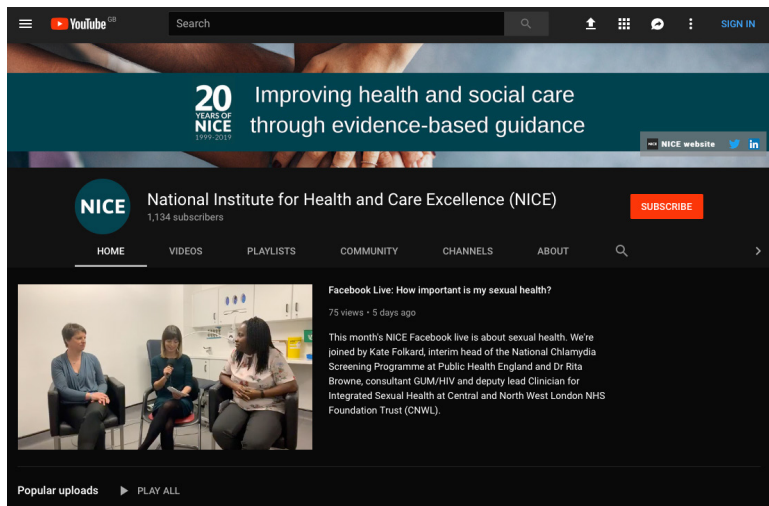 YouTube GB
Search
SIGN IN
20
YEARS OF
NICE
1999-2019
Improving health and social care
through evidence-based guidance
NICE NICE website in
NICE
National Institute for Health and Care Excellence (NICE)
1,134 subscribers
SUBSCRIBE
HOME VIDEOS PLAYLISTS COMMUNITY CHANNELS ABOUT
Facebook Live: How important is my sexual health?
75 views • 5 days ago
This month's NICE Facebook live is about sexual health. We're
joined by Kate Folkard, interim head of the National Chlamydia
Screening Programme at Public Health England and Dr Rita
Browne, consultant GUM/HIV and deputy lead Clinician for
Integrated Sexual Health at Central and North West London NHS
Foundation Trust (CNWL).
Popular uploads PLAY ALL